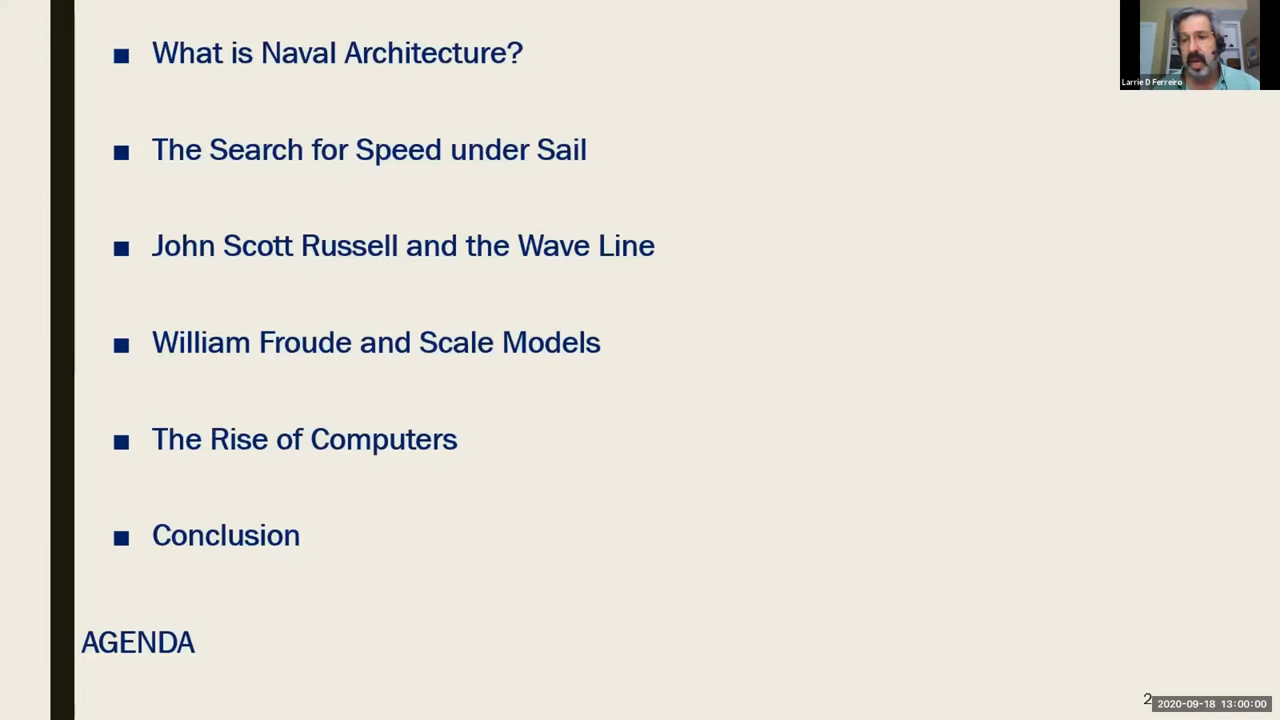 What is Naval Architecture?
Larrie D Ferreiro
The Search for Speed under Sail
John Scott Russell and the Wave Line
William Froude and Scale Models
The Rise of Computers
Conclusion
AGENDA
2
2020-09-18 13:00:00